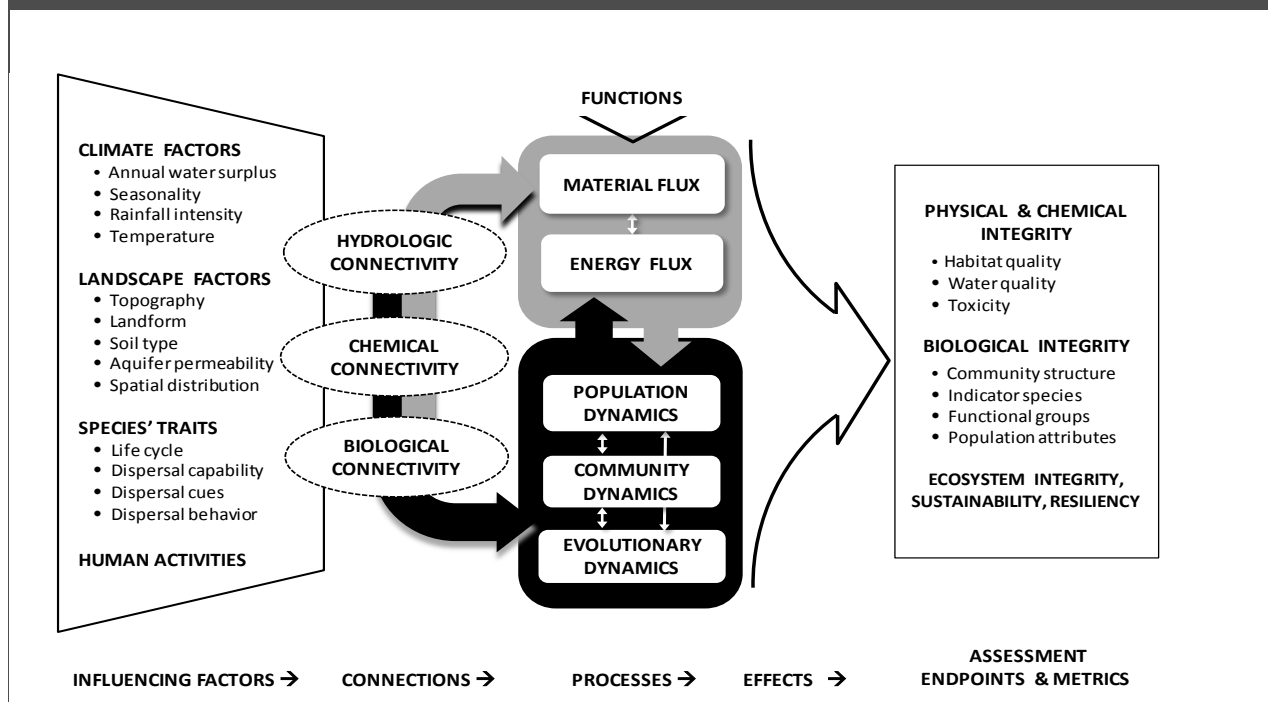 FUNCTIONS
CLIMATE FACTORS
• Annual water surplus
• Seasonality
• Rainfall intensity
• Temperature
LANDSCAPE FACTORS
• Topography
• Landform
• Soil type
• Aquifer permeability
• Spatial distribution
SPECIES' TRAITS
• Life cycle
• Dispersal capability
• Dispersal cues
• Dispersal behavior
HUMAN ACTIVITIES
HYDROLOGIC
CONNECTIVITY
CHEMICAL
CONNECTIVITY
BIOLOGICAL
CONNECTIVITY
MATERIAL FLUX
ENERGY FLUX
POPULATION
DYNAMICS
COMMUNITY
DYNAMICS
EVOLUTIONARY
DYNAMICS
PHYSICAL & CHEMICAL
INTEGRITY
• Habitat quality
• Water quality
• Toxicity
BIOLOGICAL INTEGRITY
• Community structure
• Indicator species
• Functional groups
• Population attributes
ECOSYSTEM INTEGRITY,
SUSTAINABILITY, RESILIENCY
INFLUENCING FACTORS →
CONNECTIONS →
PROCESSES →
EFFECTS →
ASSESSMENT
ENDPOINTS & METRICS